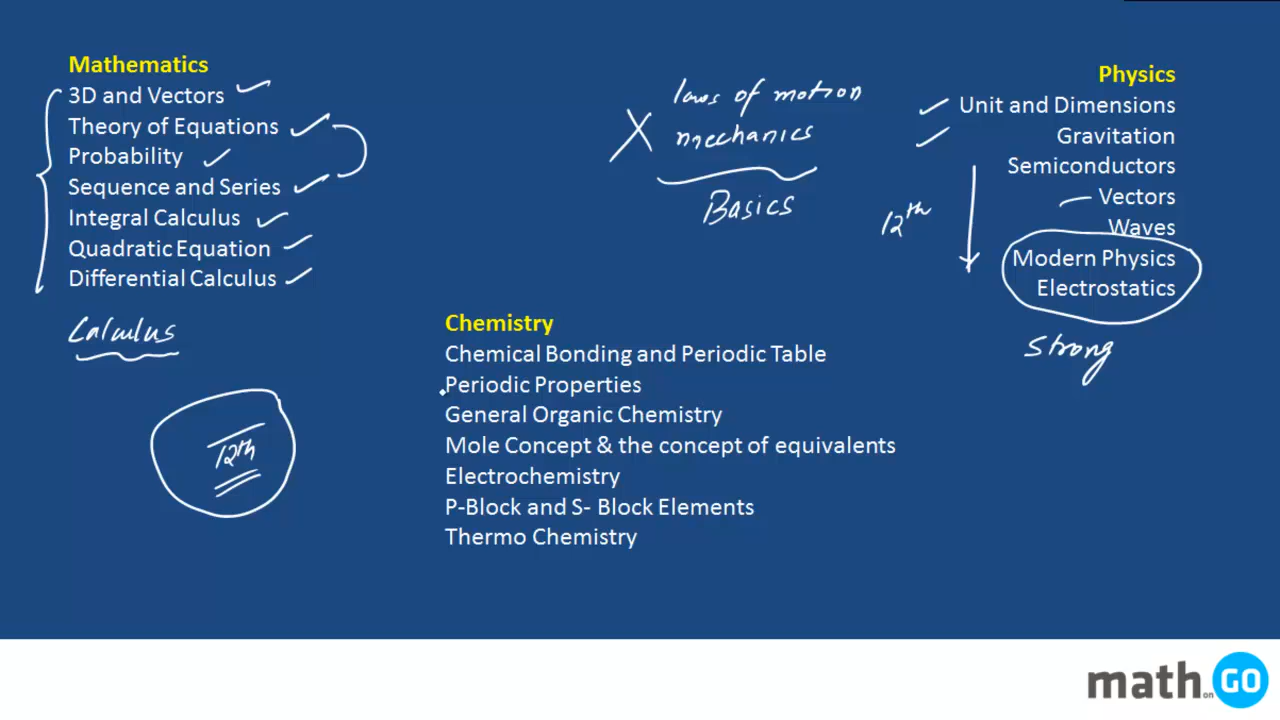 Mathematics
3D and Vectors
Theory of Equations
Probability
Sequence and Series
Integral Calculus
Quadratic Equation
Differential Calculus
Calculus
12th
laws of motion
mechanics
Basics
Physics
Unit and Dimensions
Gravitation
Semiconductors
Vectors
Waves
Modern Physics
Electrostatics
12th
Strong
Chemistry
Chemical Bonding and Periodic Table
Periodic Properties
General Organic Chemistry
Mole Concept & the concept of equivalents
Electrochemistry
P-Block and S- Block Elements
Thermo Chemistry
math on GO